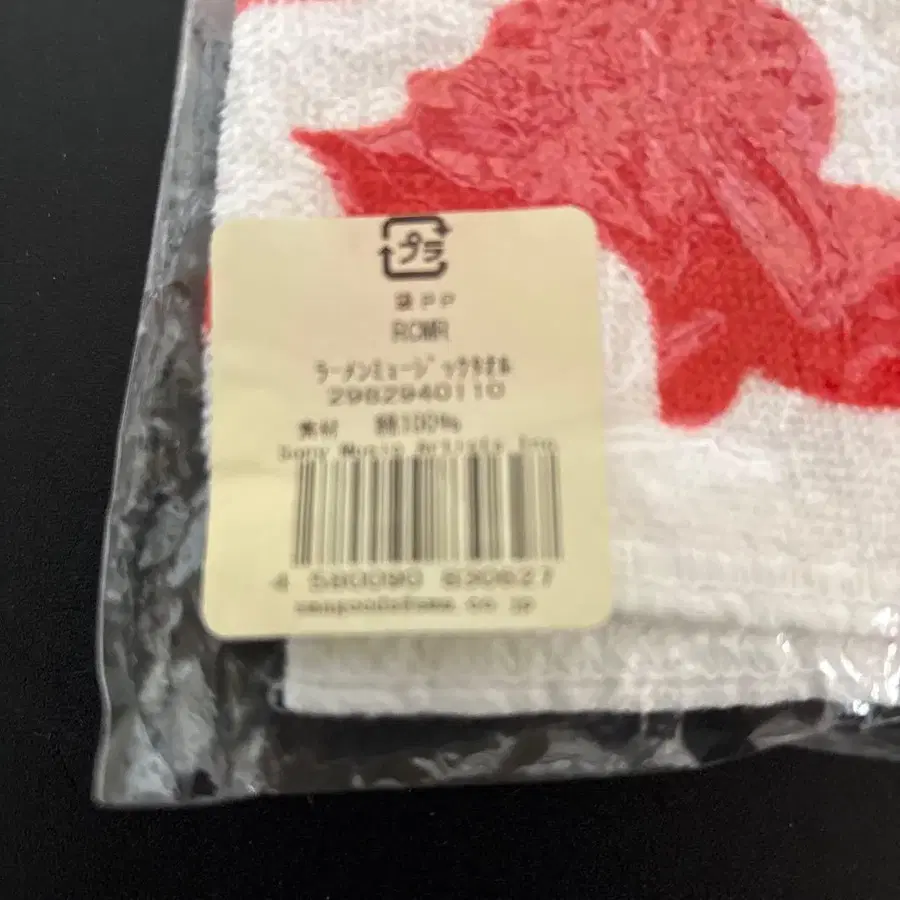 プラ
袋PP
RCMR
ラーメンミュージックタオル
2982940110
素材 綿100%
Sony Music Artists Inc
4 580090 630627